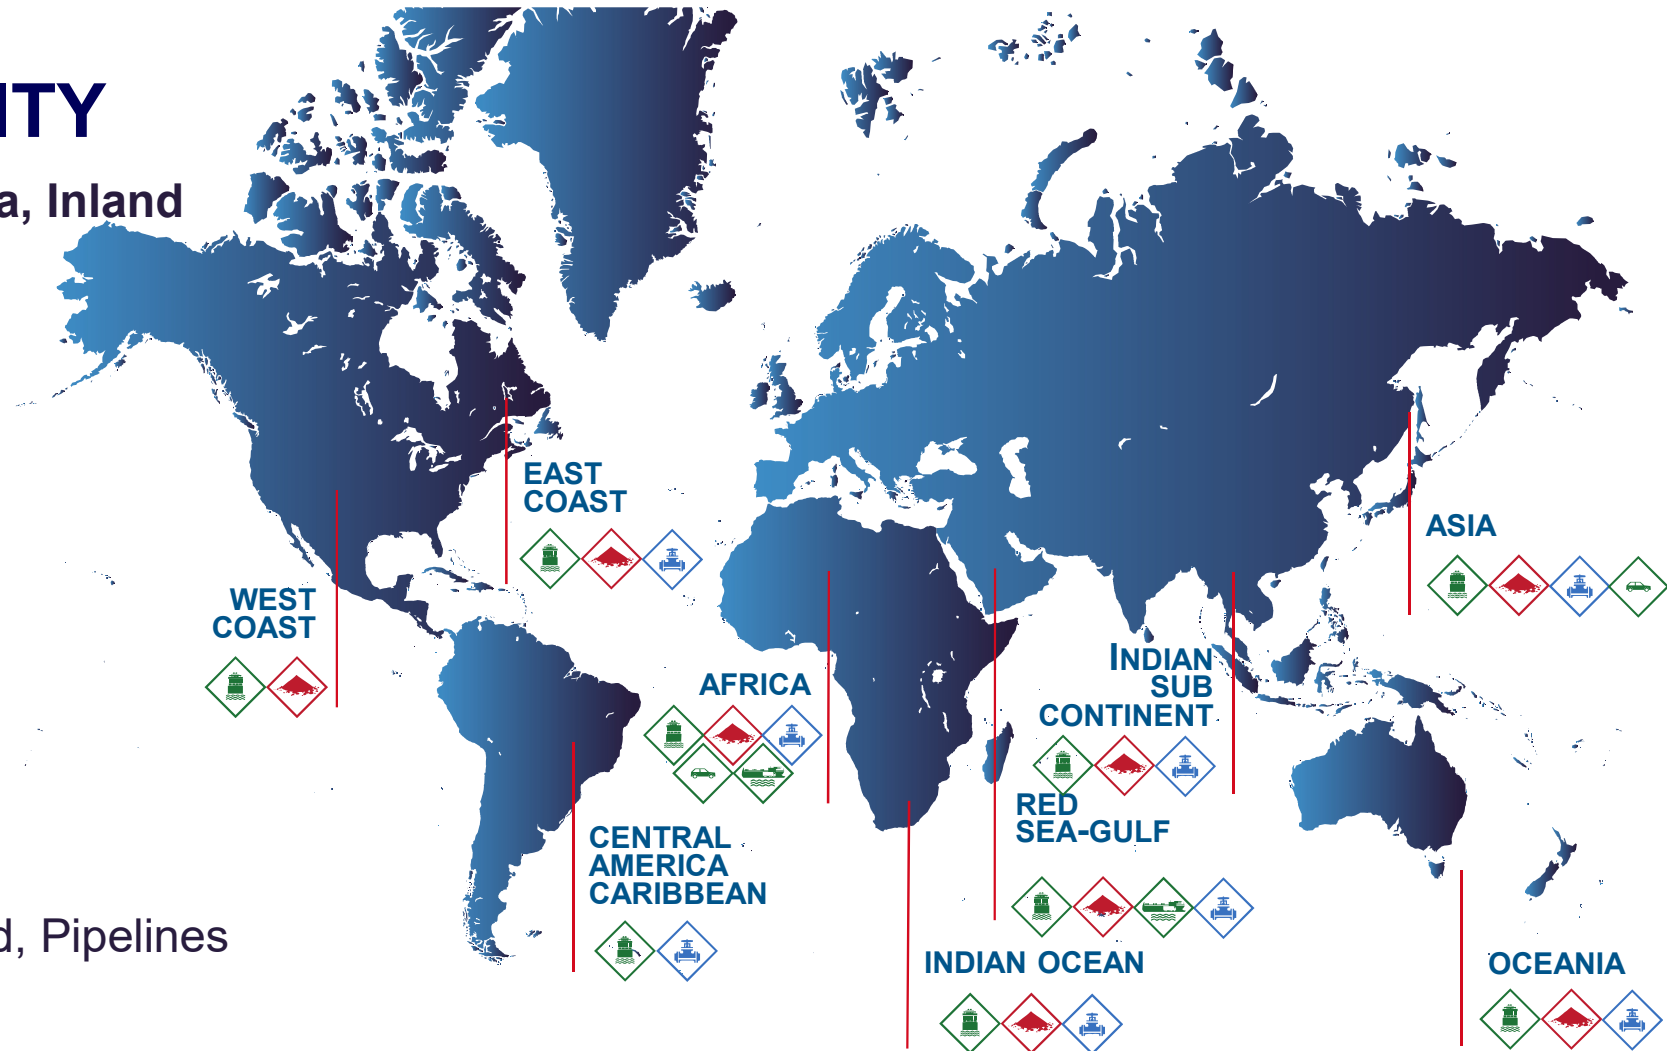 ITY
a, Inland
EAST
COAST
ASIA
WEST
COAST
AFRICA
INDIAN
SUB
CONTINENT
RED
SEA-GULF
CENTRAL
AMERICA
CARIBBEAN
d, Pipelines
INDIAN OCEAN
OCEANIA